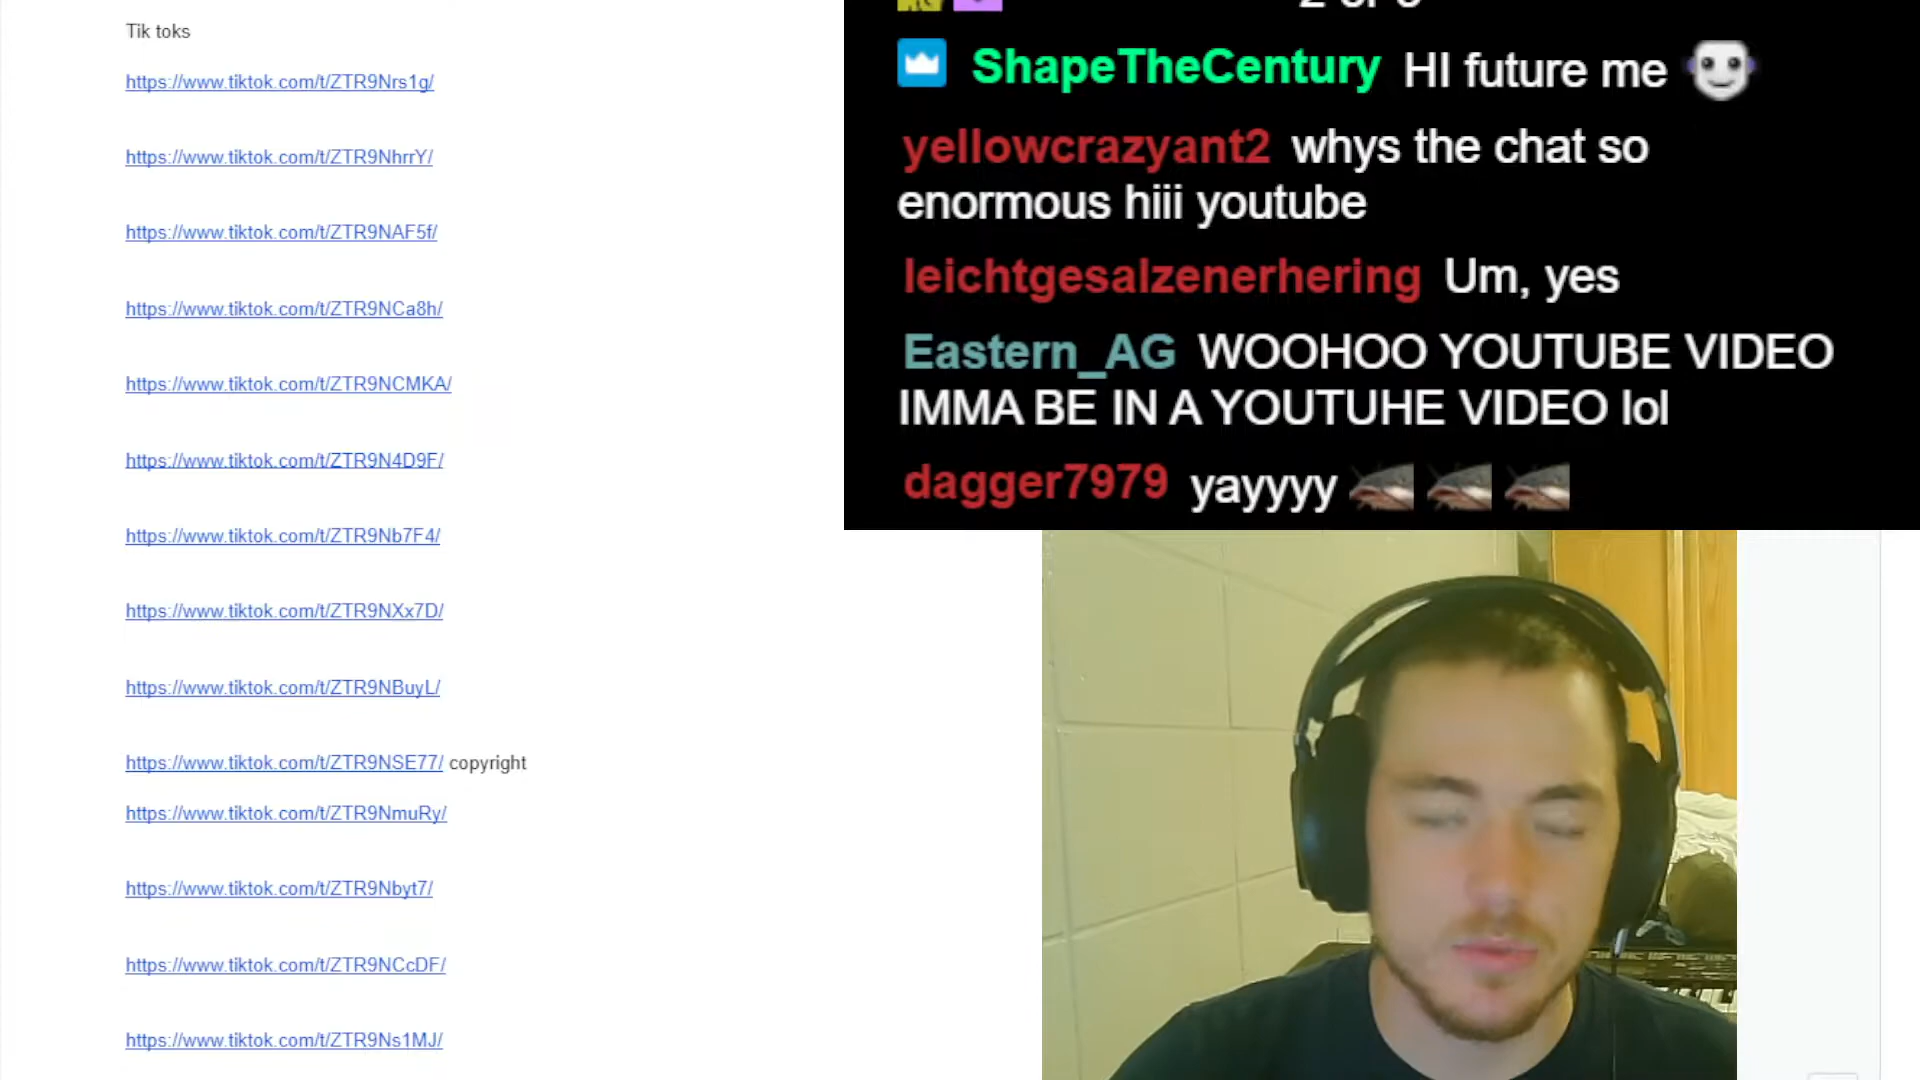 Tik toks
https://www.tiktok.com/t/ZTR9Nrs1g/
https://www.tiktok.com/t/ZTR9NhrrY/
https://www.tiktok.com/t/ZTR9NAF5f/
https://www.tiktok.com/t/ZTR9NCa8h/
https://www.tiktok.com/t/ZTR9NCMKA/
https://www.tiktok.com/t/ZTR9N4D9F/
https://www.tiktok.com/t/ZTR9Nb7F4/
https://www.tiktok.com/t/ZTR9NXx7D/
https://www.tiktok.com/t/ZTR9NBuyL/
https://www.tiktok.com/t/ZTR9NSE77/ copyright
https://www.tiktok.com/t/ZTR9NmuRy/
https://www.tiktok.com/t/ZTR9Nbyt7/
https://www.tiktok.com/t/ZTR9NCcDF/
https://www.tiktok.com/t/ZTR9Ns1MJ/
ShapeTheCentury HI future me
yellowcrazyant2 whys the chat so
enormous hiii youtube
leichtgesalzenerhering Um, yes
Eastern_AG WOOHOO YOUTUBE VIDEO
IMMA BE IN A YOUTUHE VIDEO lol
dagger7979 yayyyy